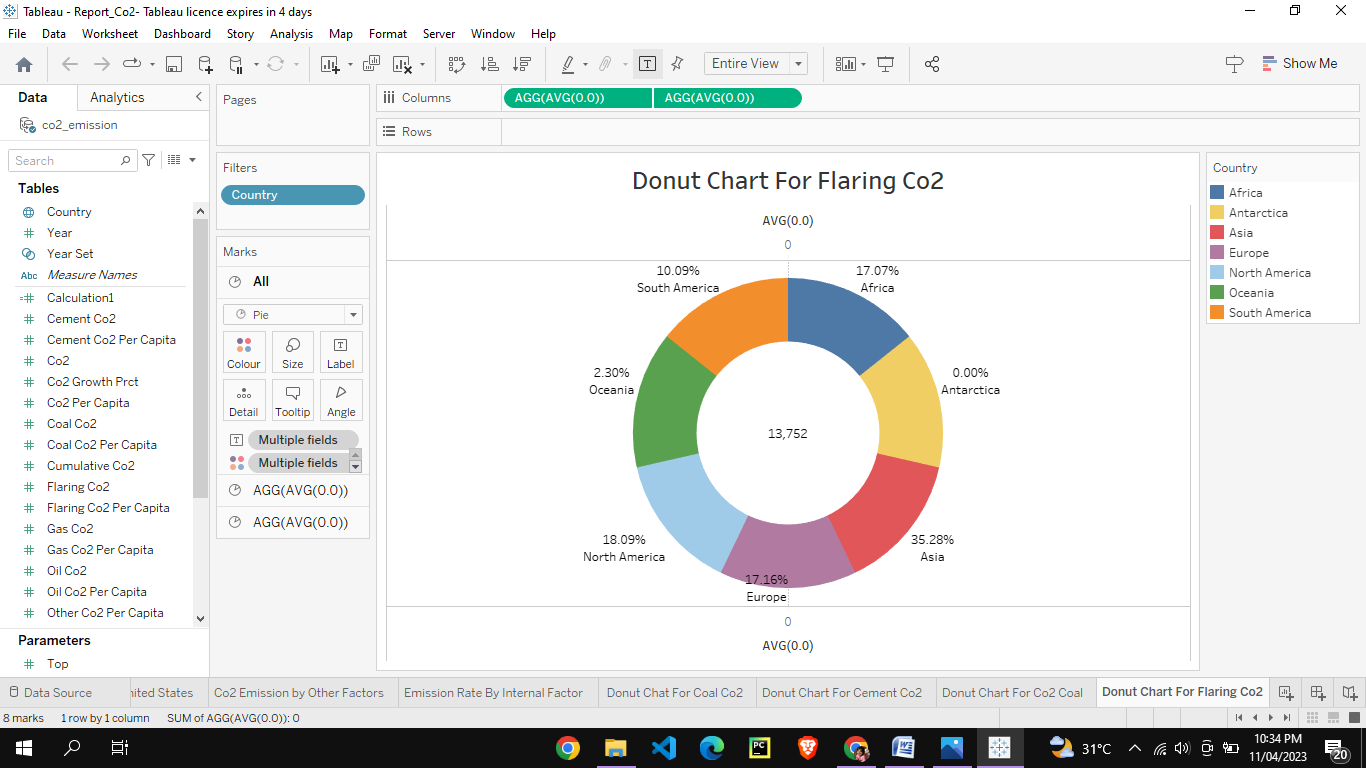 Tableau - Report_Co2- Tableau licence expires in 4 days
File Data Worksheet Dashboard Story Analysis Map Format Server Window Help
Entire View
Show Me
Data Analytics
co2_emission
Search
Tables
Country
Year
Year Set
Abc Measure Names
Calculation1
Cement Co2
Cement Co2 Per Capita
Co2
Co2 Growth Prct
Co2 Per Capita
Coal Co2
Coal Co2 Per Capita
Cumulative Co2
Flaring Co2
Flaring Co2 Per Capita
Gas Co2
Gas Co2 Per Capita
Oil Co2
Oil Co2 Per Capita
Other Co2 Per Capita
Parameters
Top
Pages
Filters
Country
Marks
All
Pie
Colour Size Label
Detail Tooltip Angle
Multiple fields
Multiple fields
AGG(AVG(0.0))
AGG(AVG(0.0))
Columns AGG(AVG(0.0)) AGG(AVG(0.0))
Rows
Donut Chart For Flaring Co2
AVG(0.0)
0
10.09%
South America
17.07%
Africa
2.30%
Oceania
0.00%
Antarctica
13,752
18.09%
North America
35.28%
Asia
17.16%
Europe
0
AVG(0.0)
Country
Africa
Antarctica
Asia
Europe
North America
Oceania
South America
Data Source nited States Co2 Emission by Other Factors Emission Rate By Internal Factor Donut Chat For Coal Co2 Donut Chart For Cement Co2 Donut Chart For Co2 Coal Donut Chart For Flaring Co2
8 marks 1 row by 1 column SUM of AGG(AVG(0.0)): 0
31°C
10:34 PM
11/04/2023
20